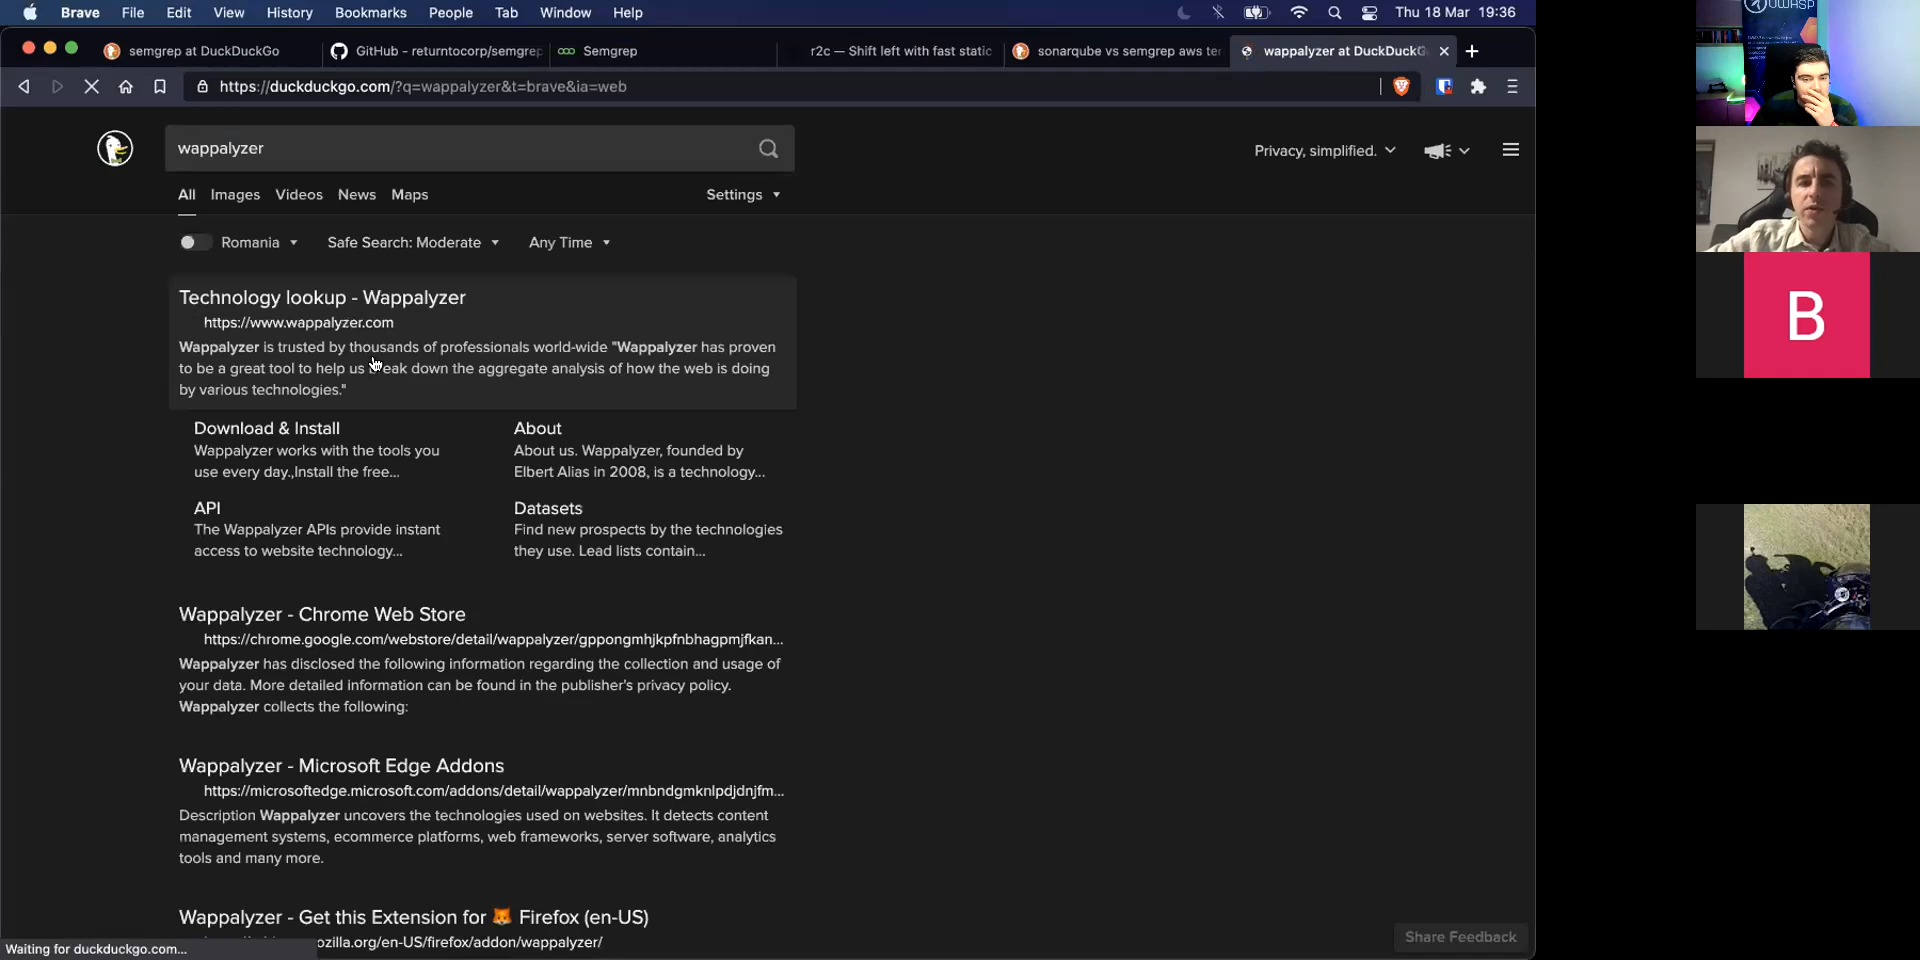 Brave File Edit View History Bookmarks People Tab Window Help
Thu 18 Mar 19:36
semgrep at DuckDuckGo
GitHub - returntocorp/semgrep
Semgrep
r2c — Shift left with fast static
sonarqube vs semgrep aws ter
wappalyzer at DuckDuckG
https://duckduckgo.com/?q=wappalyzer&t=brave&ia=web
wappalyzer
Privacy, simplified.
All Images Videos News Maps
Settings
Romania
Safe Search: Moderate
Any Time
Technology lookup - Wappalyzer
https://www.wappalyzer.com
Wappalyzer is trusted by thousands of professionals world-wide "Wappalyzer has proven
to be a great tool to help us break down the aggregate analysis of how the web is doing
by various technologies."
Download & Install
Wappalyzer works with the tools you
use every day.,Install the free...
About
About us. Wappalyzer, founded by
Elbert Alias in 2008, is a technology...
API
The Wappalyzer APIs provide instant
access to website technology...
Datasets
Find new prospects by the technologies
they use. Lead lists contain...
Wappalyzer - Chrome Web Store
https://chrome.google.com/webstore/detail/wappalyzer/gppongmhjkpfnbhagpmjfkan...
Wappalyzer has disclosed the following information regarding the collection and usage of
your data. More detailed information can be found in the publisher's privacy policy.
Wappalyzer collects the following:
Wappalyzer - Microsoft Edge Addons
https://microsoftedge.microsoft.com/addons/detail/wappalyzer/mnbndgmknlpdjdnjfm...
Description Wappalyzer uncovers the technologies used on websites. It detects content
management systems, ecommerce platforms, web frameworks, server software, analytics
tools and many more.
Wappalyzer - Get this Extension for 🦊 Firefox (en-US)
ozilla.org/en-US/firefox/addon/wappalyzer/
Waiting for duckduckgo.com...
Share Feedback
OWASP
B